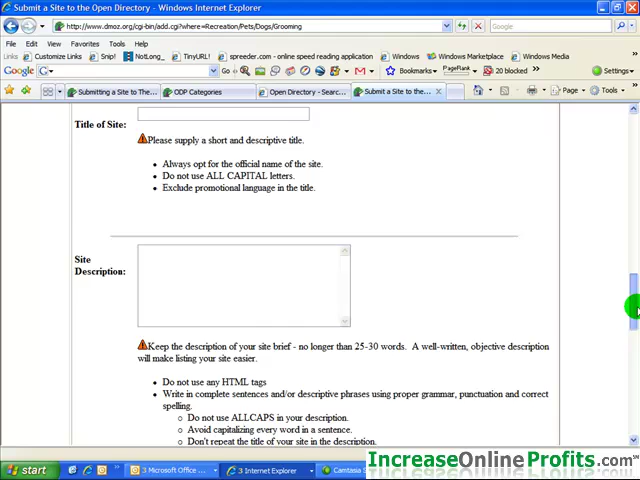 Submit a Site to the Open Directory - Windows Internet Explorer
http://www.dmoz.org/cgi-bin/add.cgi?where=Recreation/Pets/Dogs/Grooming
Google
File Edit View Favorites Tools Help
Links Customize Links Snip! NotLong_ TinyURL! spreeder.com - online speed reading application Windows Windows Marketplace Windows Media
Google G Go Bookmarks PageRank 20 blocked Settings
Submitting a Site to The... ODP Categories Open Directory - Searc... Submit a Site to the... Page Tools
Title of Site:
Please supply a short and descriptive title.
Always opt for the official name of the site.
Do not use ALL CAPITAL letters.
Exclude promotional language in the title.
Site
Description:
Keep the description of your site brief - no longer than 25-30 words. A well-written, objective description
will make listing your site easier.
Do not use any HTML tags
Write in complete sentences and/or descriptive phrases using proper grammar, punctuation and correct
spelling.
Do not use ALLCAPS in your description.
Avoid capitalizing every word in a sentence.
Don't repeat the title of your site in the description.
start 3 Microsoft Office ... 3 Internet Explorer Camtasia S
IncreaseOnlineProfits.com℠